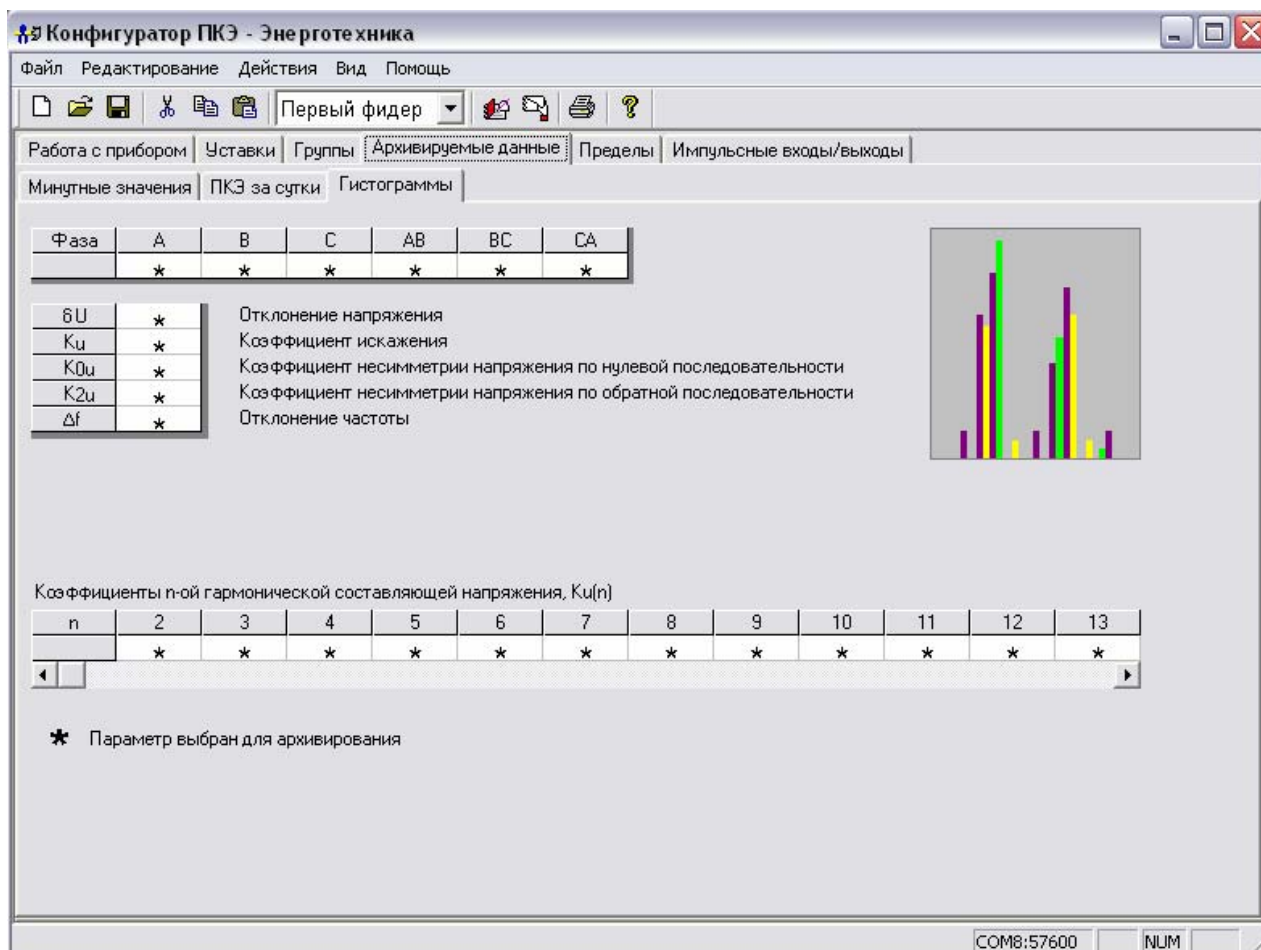 Конфигуратор ПКЭ - Энерготехника
Файл Редактирование Действия Вид Помощь
Первый фидер
Работа с прибором Уставки Группы Архивируемые данные Пределы Импульсные входы/выходы
Минутные значения ПКЭ за сутки Гистограммы
Фаза A B C AB BC CA
* * * * * *
δU * Отклонение напряжения
Ku * Коэффициент искажения
K0u * Коэффициент несимметрии напряжения по нулевой последовательности
K2u * Коэффициент несимметрии напряжения по обратной последовательности
Δf * Отклонение частоты
Коэффициенты n-ой гармонической составляющей напряжения, Ku(n)
n 2 3 4 5 6 7 8 9 10 11 12 13
* * * * * * * * * * * *
* Параметр выбран для архивирования
COM8:57600 NUM